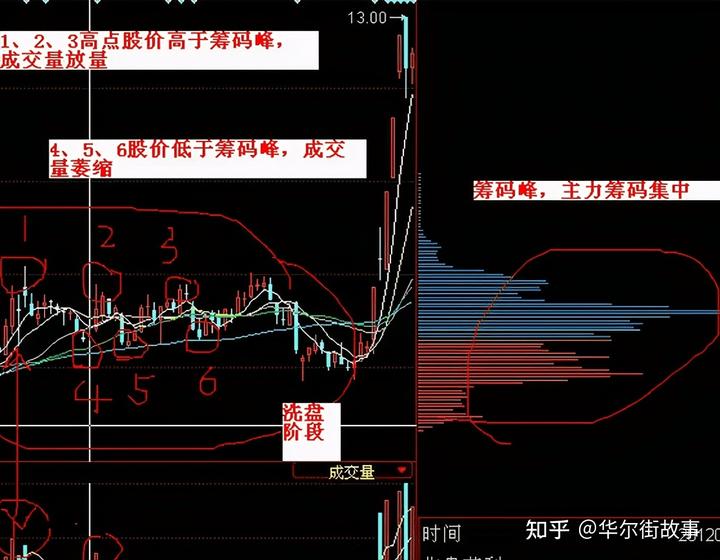 13.00
1、2、3高点股价高于筹码峰，
成交量放量
4、5、6股价低于筹码峰，成交
量萎缩
筹码峰，主力筹码集中
1
2
3
4
5
6
洗盘
阶段
成交量
时间
知乎 @华尔街故事